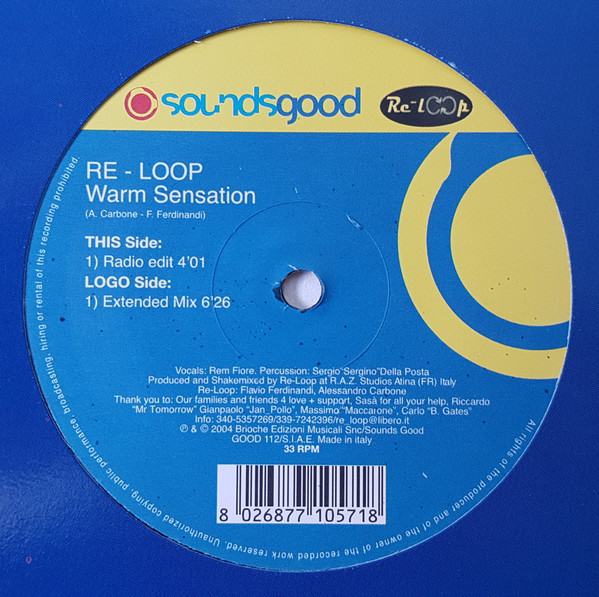 soundsgood Re-loop
RE - LOOP
Warm Sensation
(A. Carbone - F. Ferdinandi)
THIS Side:
1) Radio edit 4'01
LOGO Side:
1) Extended Mix 6'26
Vocals: Rem Fiore. Percussion: Sergio"Sergino"Della Posta
Produced and Shakemixed by Re-Loop at R.A.Z. Studios Atina (FR) Italy
Re-Loop: Flavio Ferdinandi, Alessandro Carbone
Thank you to: Our families and friends 4 love + support, Sasà for all your help, Riccardo
"Mr Tomorrow" Gianpaolo "Jan_Pollo", Massimo "Maccarone", Carlo "B. Gates"
Info: 340-5357269/339-7242396/re_loop@libero.it
℗ & © 2004 Brioche Edizioni Musicali Snc/Sounds Good
GOOD 112/S.I.A.E. Made in italy
33 RPM
8 026877 105718
All rights of the producer and of the owner of the recorded work reserved. Unauthorized copying, public performance, broadcasting, hiring or rental of this recording prohibited.